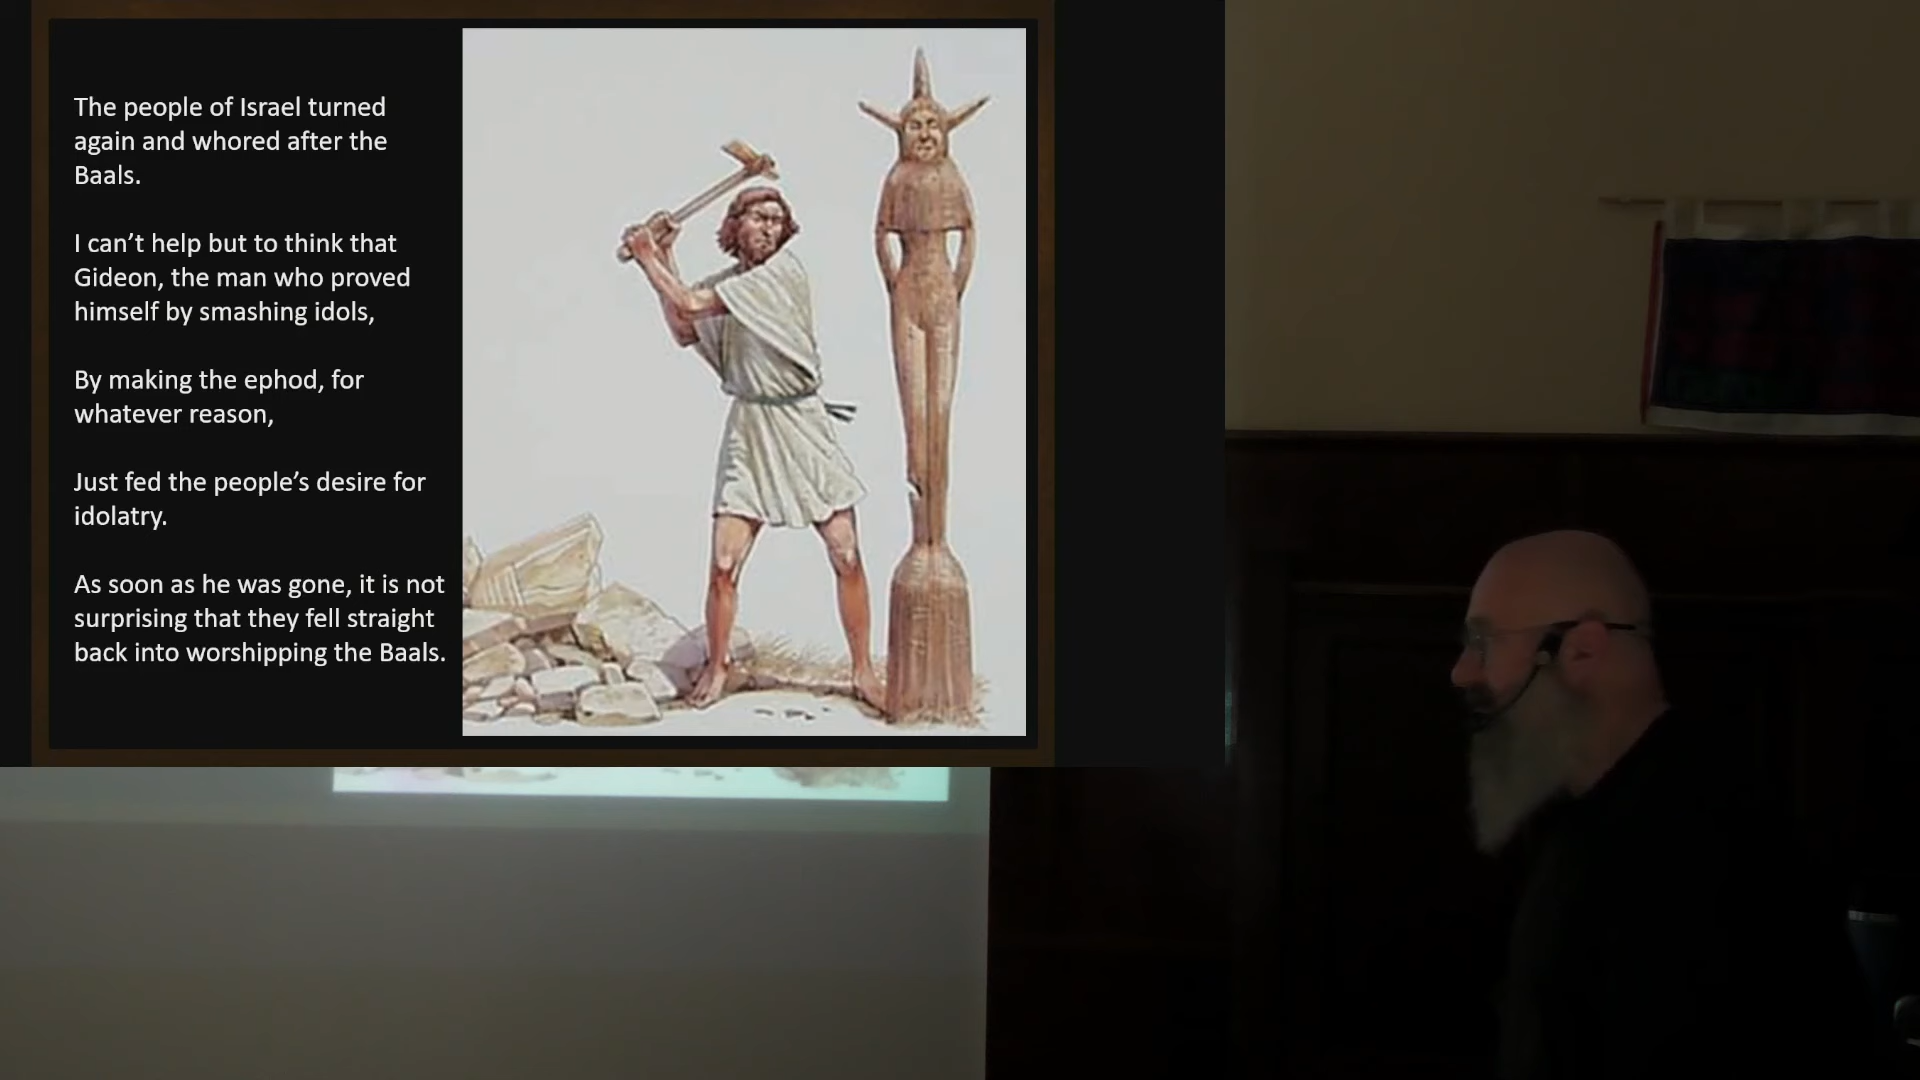 The people of Israel turned
again and whored after the
Baals.
I can’t help but to think that
Gideon, the man who proved
himself by smashing idols,
By making the ephod, for
whatever reason,
Just fed the people’s desire for
idolatry.
As soon as he was gone, it is not
surprising that they fell straight
back into worshipping the Baals.